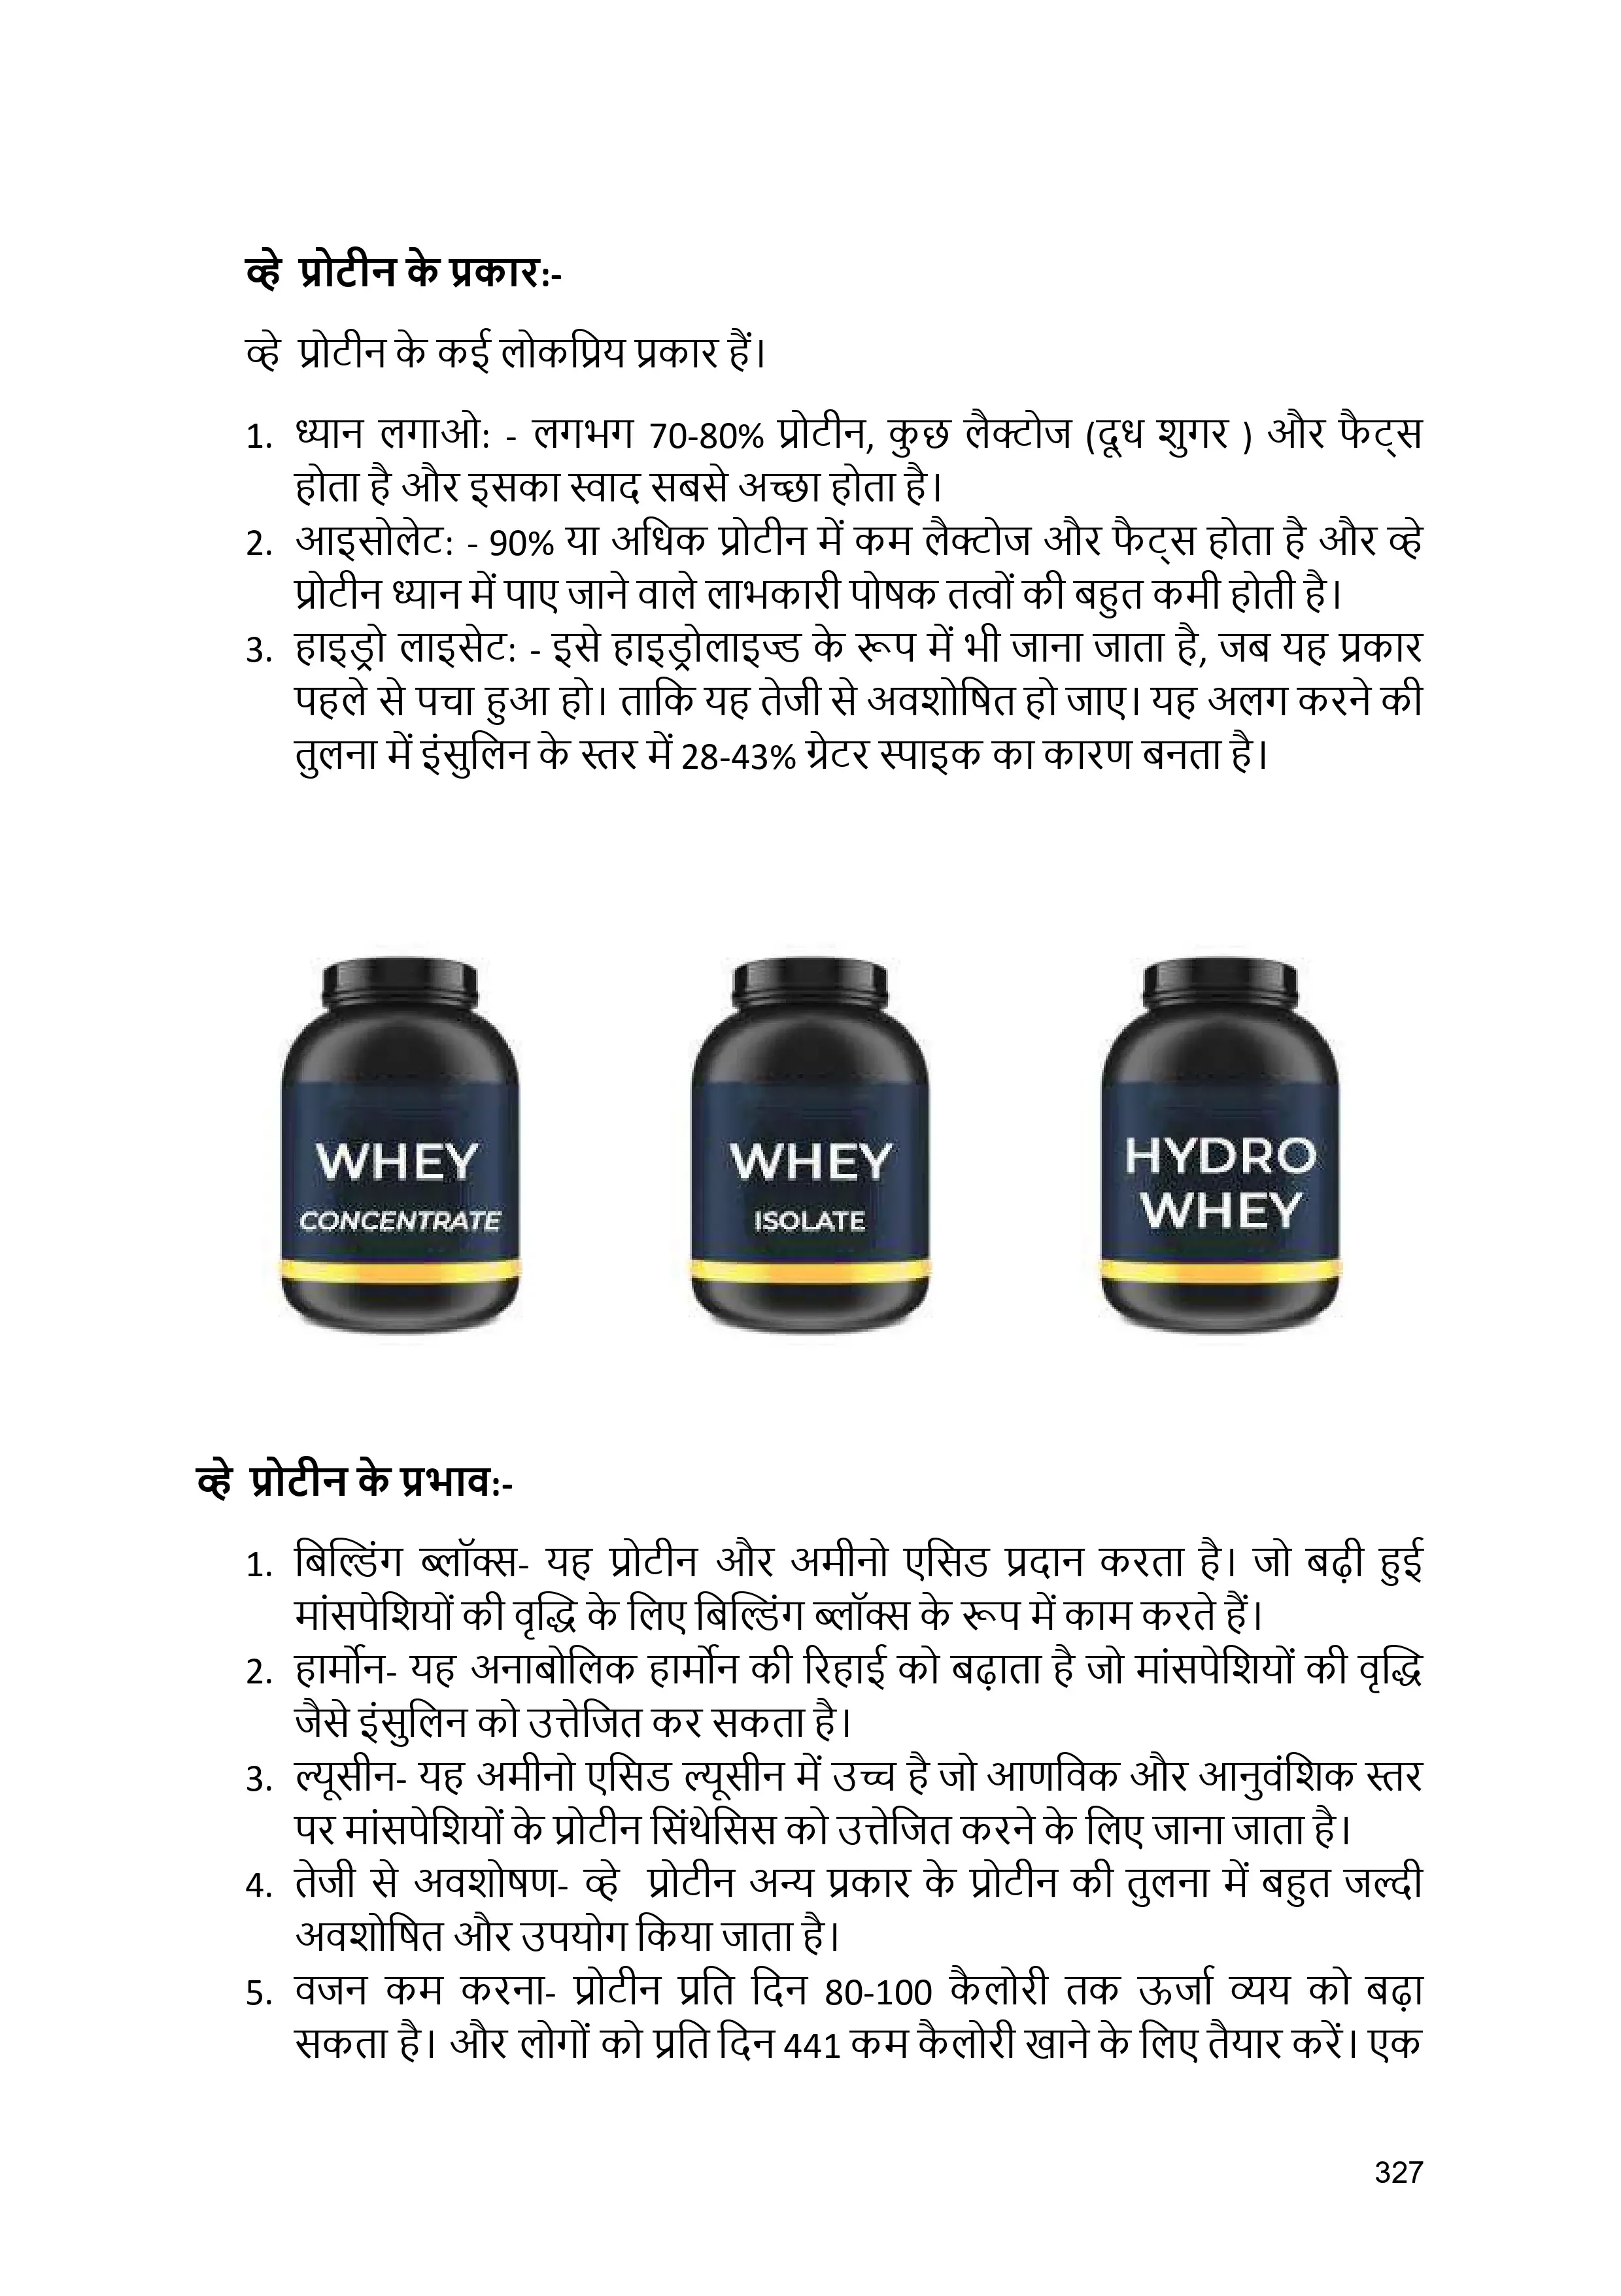 व्हे प्रोटीन के प्रकार:-
व्हे प्रोटीन के कई लोकप्रिय प्रकार हैं।
1. ध्यान लगाओ: - लगभग 70-80% प्रोटीन, कुछ लैक्टोज (दूध शुगर ) और फैट्स
होता है और इसका स्वाद सबसे अच्छा होता है।
2. आइसोलेट: - 90% या अधिक प्रोटीन में कम लैक्टोज और फैट्स होता है और व्हे
प्रोटीन ध्यान में पाए जाने वाले लाभकारी पोषक तत्वों की बहुत कमी होती है।
3. हाइड्रो लाइसेट: - इसे हाइड्रोलाइज्ड के रूप में भी जाना जाता है, जब यह प्रकार
पहले से पचा हुआ हो। ताकि यह तेजी से अवशोषित हो जाए। यह अलग करने की
तुलना में इंसुलिन के स्तर में 28-43% ग्रेटर स्पाइक का कारण बनता है।
WHEY
CONCENTRATE
WHEY
ISOLATE
HYDRO
WHEY
व्हे प्रोटीन के प्रभाव:-
1. बिल्डिंग ब्लॉक्स- यह प्रोटीन और अमीनो एसिड प्रदान करता है। जो बढ़ी हुई
मांसपेशियों की वृद्धि के लिए बिल्डिंग ब्लॉक्स के रूप में काम करते हैं।
2. हार्मोन- यह अनाबोलिक हार्मोन की रिहाई को बढ़ाता है जो मांसपेशियों की वृद्धि
जैसे इंसुलिन को उत्तेजित कर सकता है।
3. ल्यूसीन- यह अमीनो एसिड ल्यूसीन में उच्च है जो आणविक और आनुवंशिक स्तर
पर मांसपेशियों के प्रोटीन सिंथेसिस को उत्तेजित करने के लिए जाना जाता है।
4. तेजी से अवशोषण- व्हे प्रोटीन अन्य प्रकार के प्रोटीन की तुलना में बहुत जल्दी
अवशोषित और उपयोग किया जाता है।
5. वजन कम करना- प्रोटीन प्रति दिन 80-100 कैलोरी तक ऊर्जा व्यय को बढ़ा
सकता है। और लोगों को प्रति दिन 441 कम कैलोरी खाने के लिए तैयार करें। एक
327